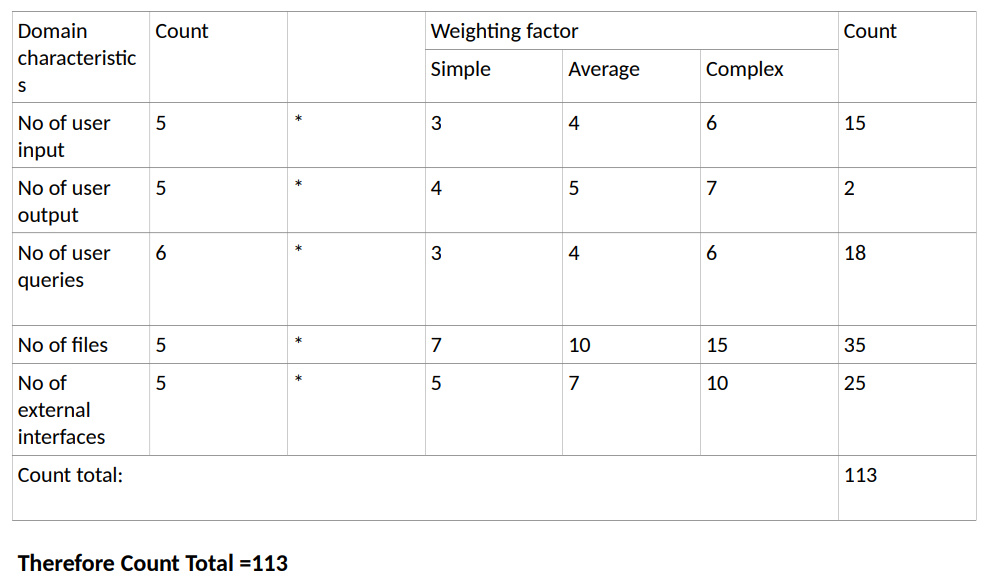 Domain Count Weighting factor Count
characteristic
s
Simple Average Complex
No of user 5 * 3 4 6 15
input
No of user 5 * 4 5 7 2
output
No of user 6 * 3 4 6 18
queries
No of files 5 * 7 10 15 35
No of 5 * 5 7 10 25
external
interfaces
Count total: 113
Therefore Count Total =113